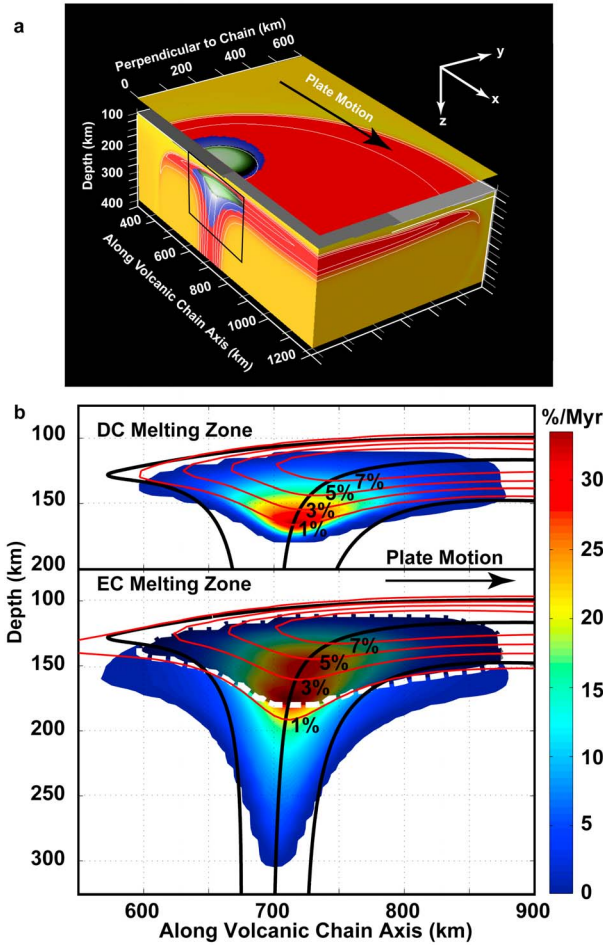 a
Perpendicular to Chain (km)
0 200 400 600
Plate Motion
y
x
z
Depth (km)
100
200
300
400
400
600
800
1000
1200
Along Volcanic Chain Axis (km)
b
%/Myr
DC Melting Zone
100
150
200
7%
5%
3%
1%
Plate Motion
EC Melting Zone
100
150
200
250
300
7%
5%
3%
1%
Depth (km)
600 700 800 900
Along Volcanic Chain Axis (km)
30
25
20
15
10
5
0